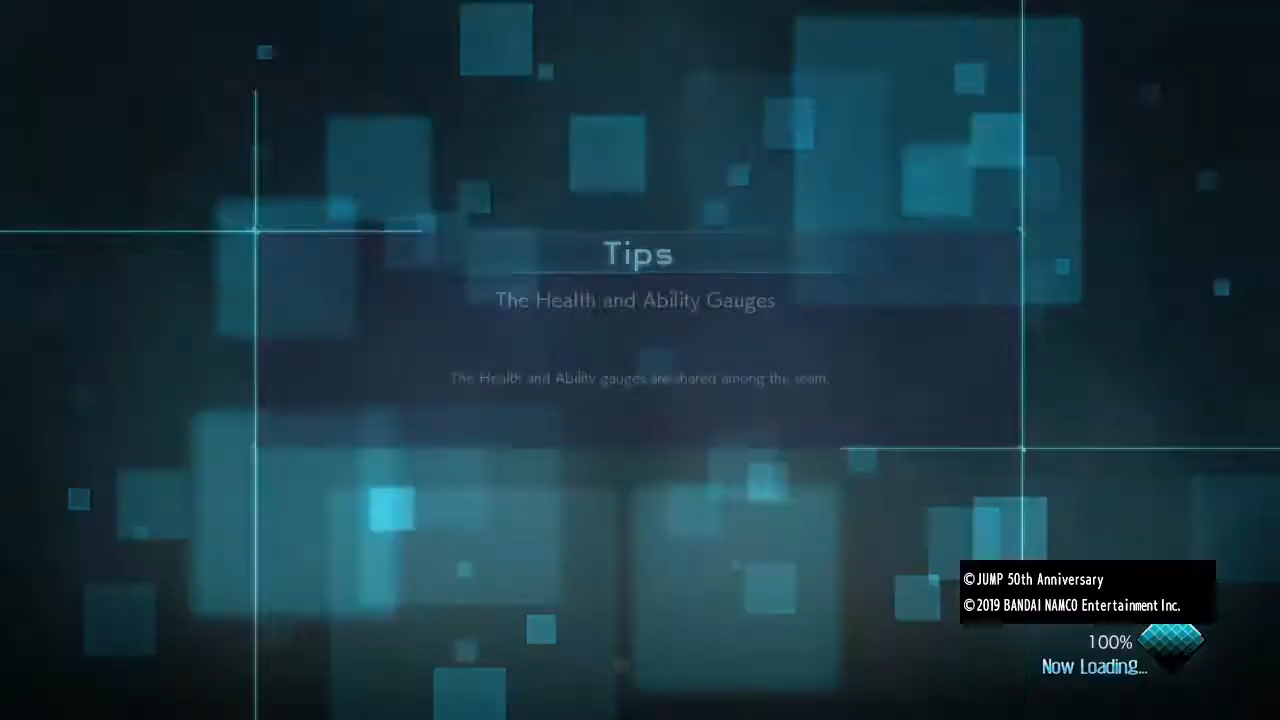 Tips
The Health and Ability Gauges
The Health and Ability gauges are shared among the team.
©JUMP 50th Anniversary
©2019 BANDAI NAMCO Entertainment Inc.
100%
Now Loading...